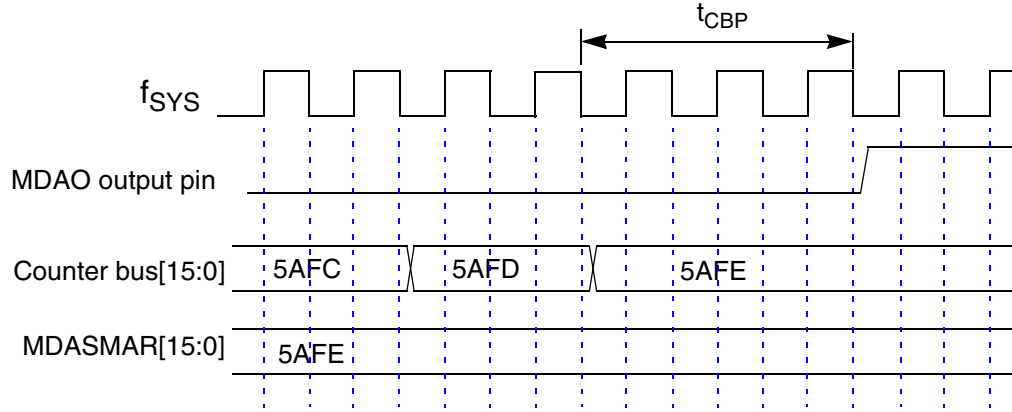 tCBP
fSYS
MDAO output pin
Counter bus[15:0] 5AFC 5AFD 5AFE
MDASMAR[15:0] 5AFE